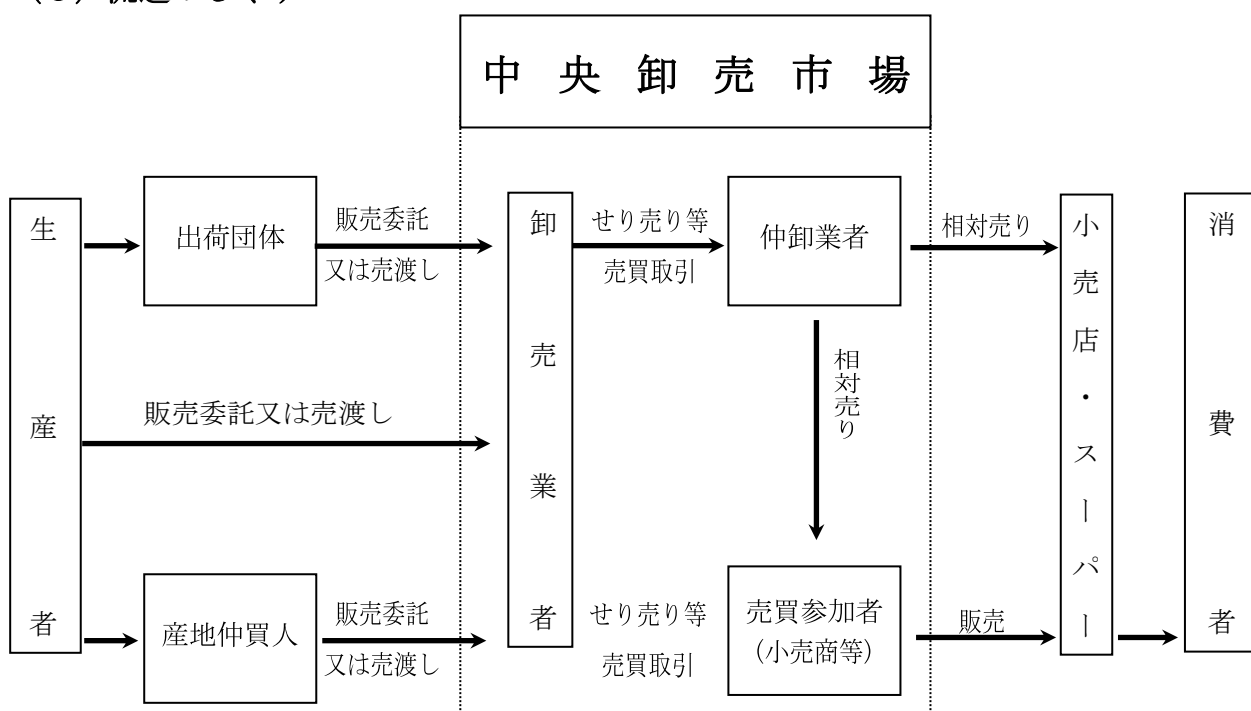 中央卸売市場
生産者
出荷団体
販売委託
又は売渡し
卸売業者
せり売り等
売買取引
仲卸業者
相対売り
小売店・スーパー
消費者
販売委託又は売渡し
相対売り
産地仲買人
販売委託
又は売渡し
せり売り等
売買取引
売買参加者
(小売商等)
販売